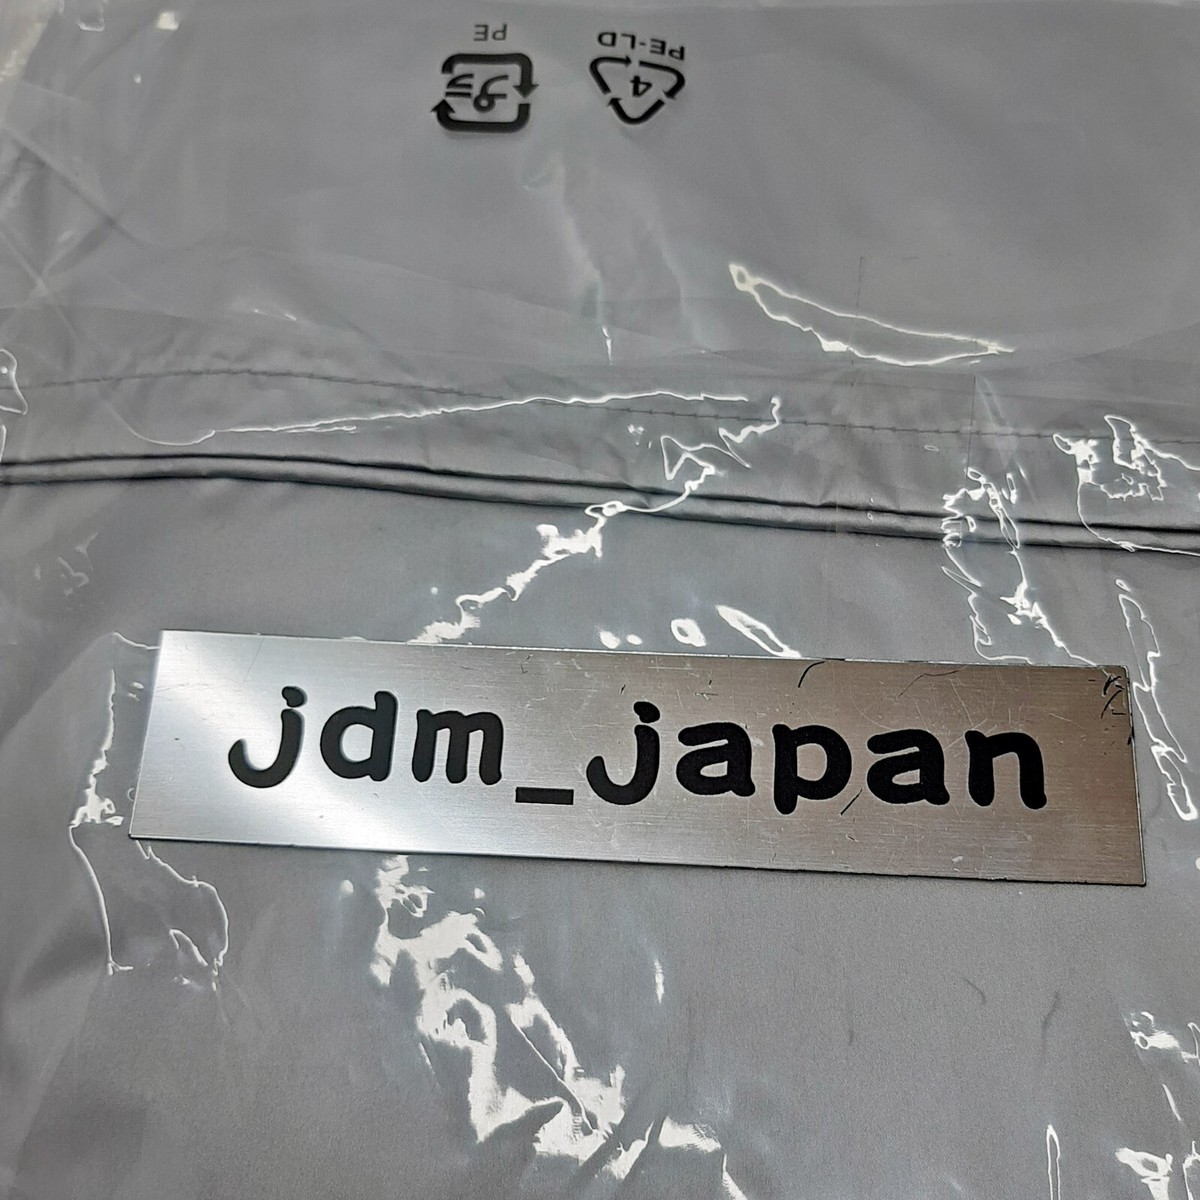 PE
プラ
PE-LD
4
jdm_japan